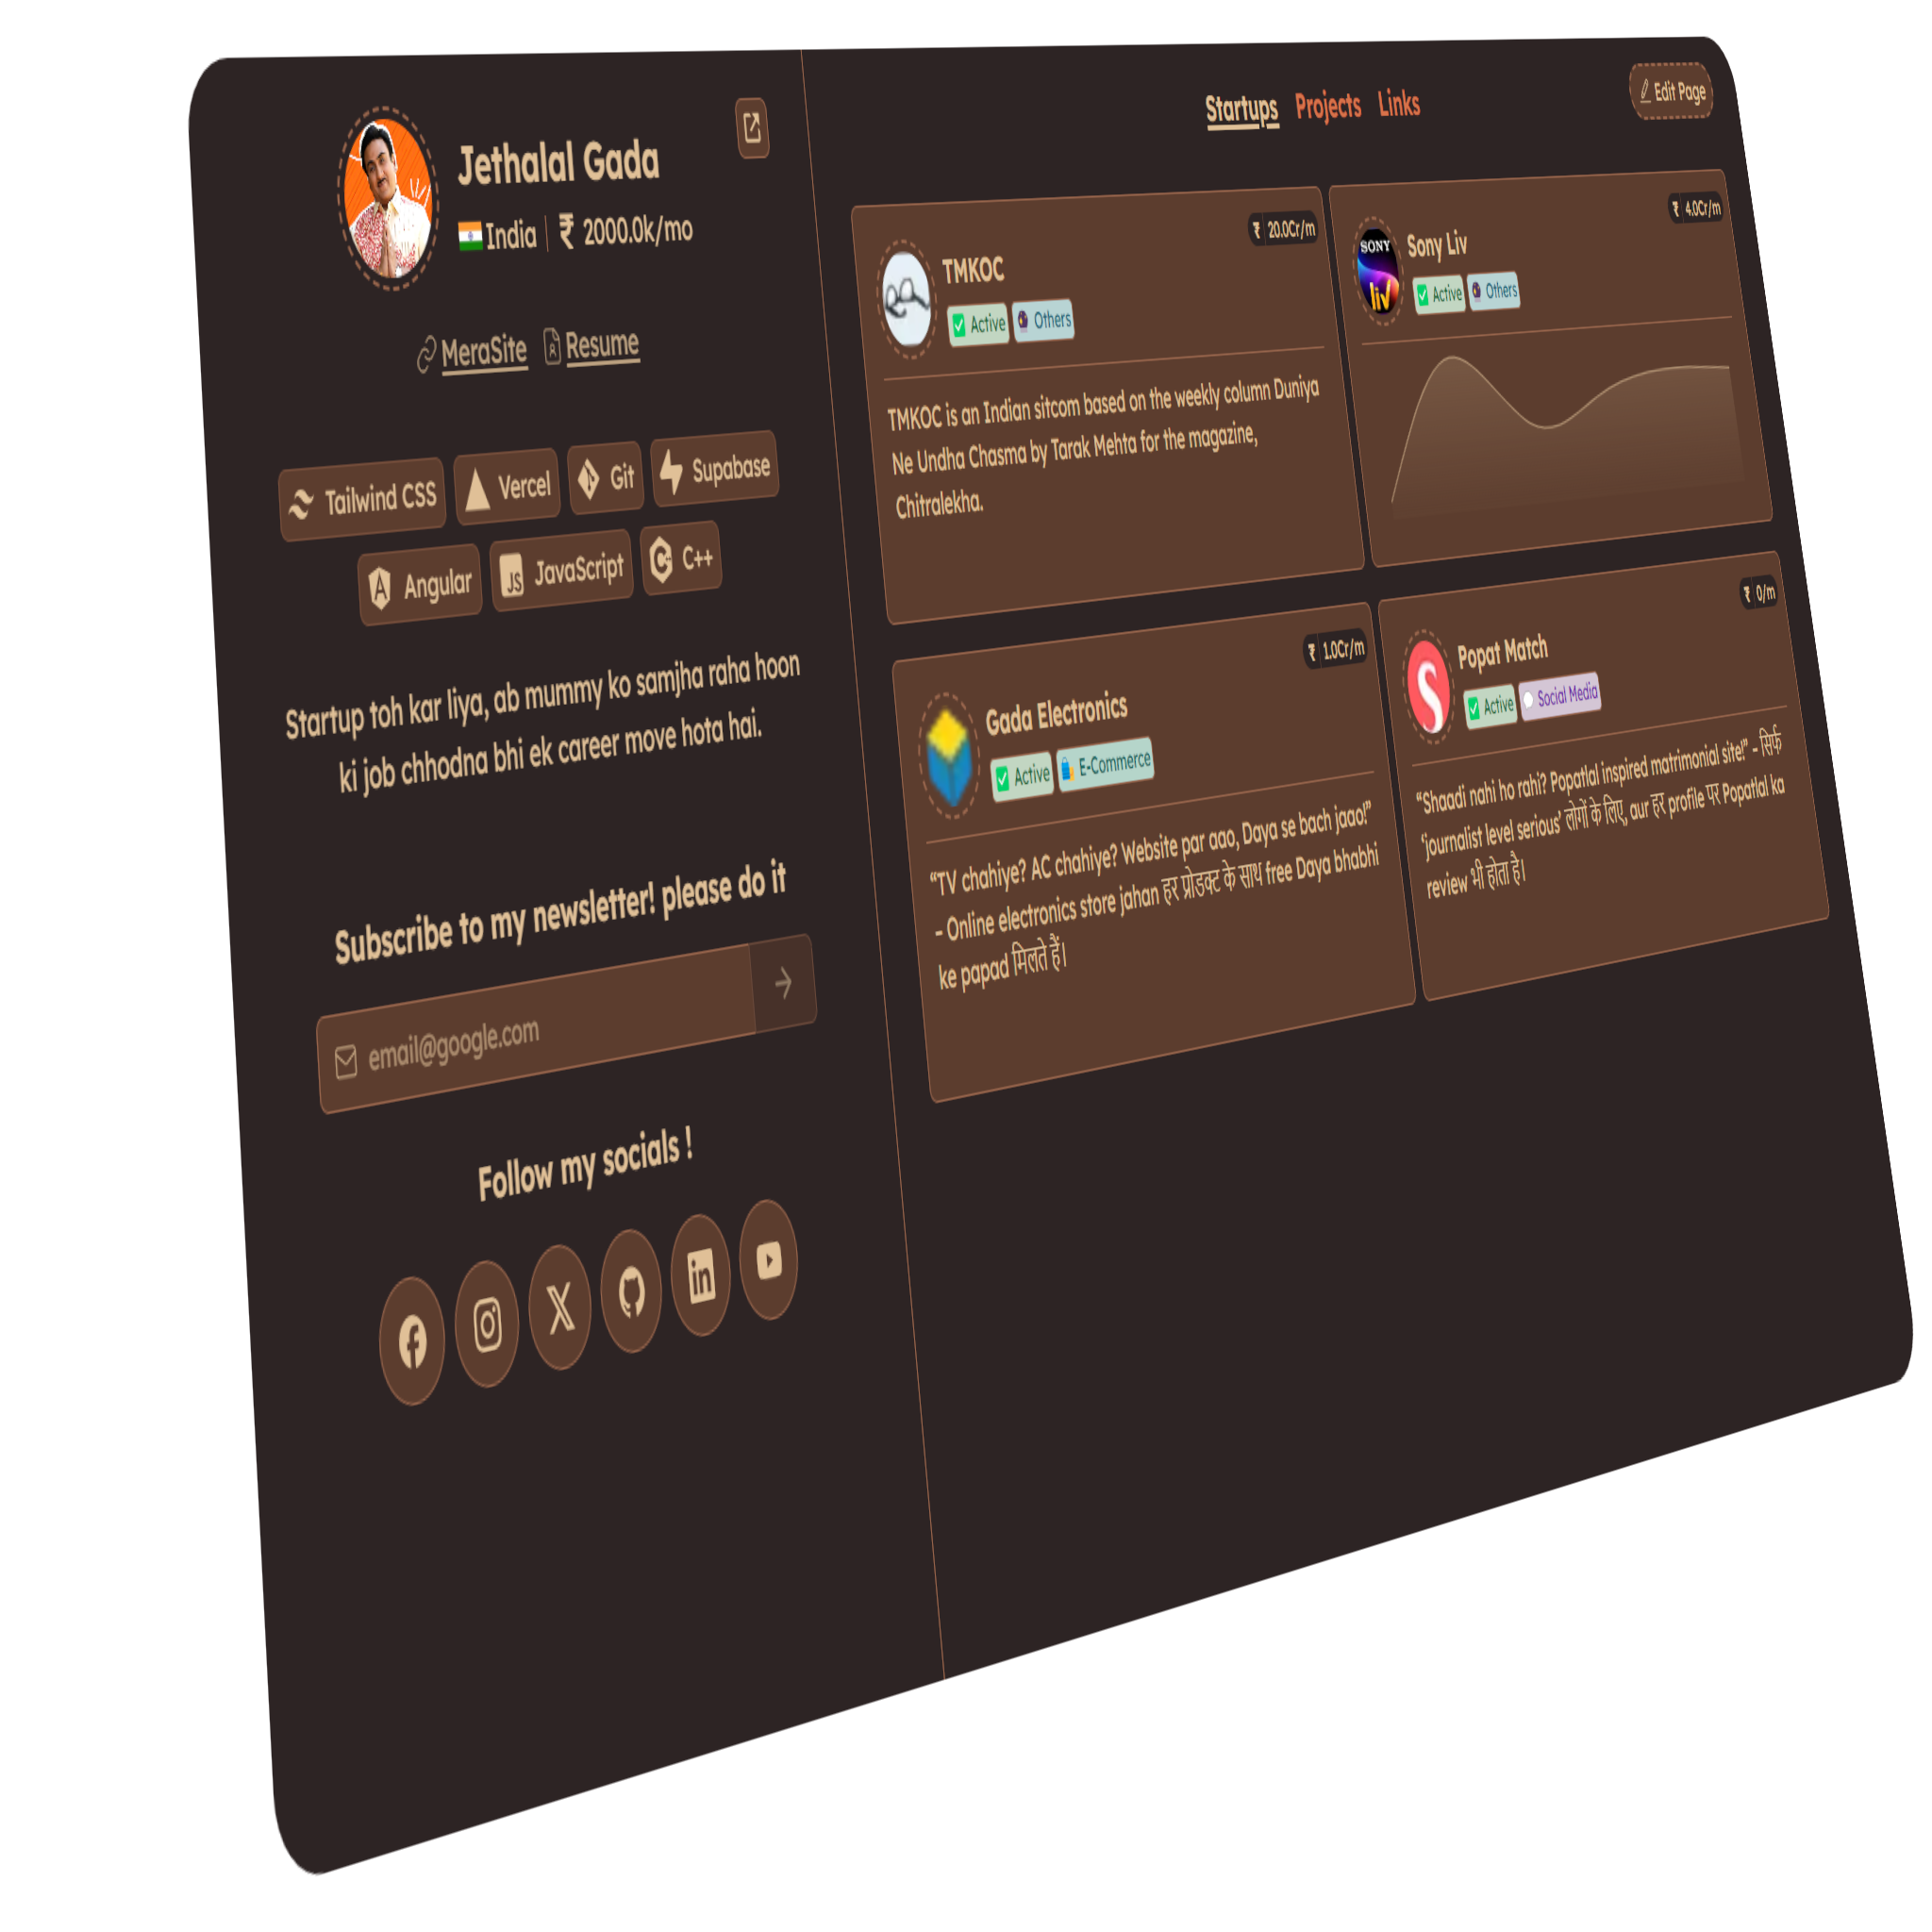 Jethalal Gada
India | ₹ 2000.0k/mo
MeraSite Resume
Tailwind CSS Vercel Git Supabase
Angular JS JavaScript C++
Startup toh kar liya, ab mummy ko samjha raha hoon
ki job chhodna bhi ek career move hota hai.
Subscribe to my newsletter! please do it
email@google.com
Follow my socials !
Startups Projects Links
Edit Page
₹ 20.0Cr/m
TMKOC
Active Others
TMKOC is an Indian sitcom based on the weekly column Duniya
Ne Undha Chasma by Tarak Mehta for the magazine,
Chitralekha.
₹ 4.0Cr/m
SONY
liv
Sony Liv
Active Others
₹ 1.0Cr/m
Gada Electronics
Active E-Commerce
“TV chahiye? AC chahiye? Website par aao, Daya se bach jaao!”
– Online electronics store jahan हर प्रोडक्ट के साथ free Daya bhabhi
ke papad मिलते हैं।
₹ 0/m
Popat Match
Active Social Media
“Shaadi nahi ho rahi? Popatlal inspired matrimonial site!” – सिर्फ
‘journalist level serious’ लोगों के लिए, aur हर profile पर Popatlal ka
review भी होता है।